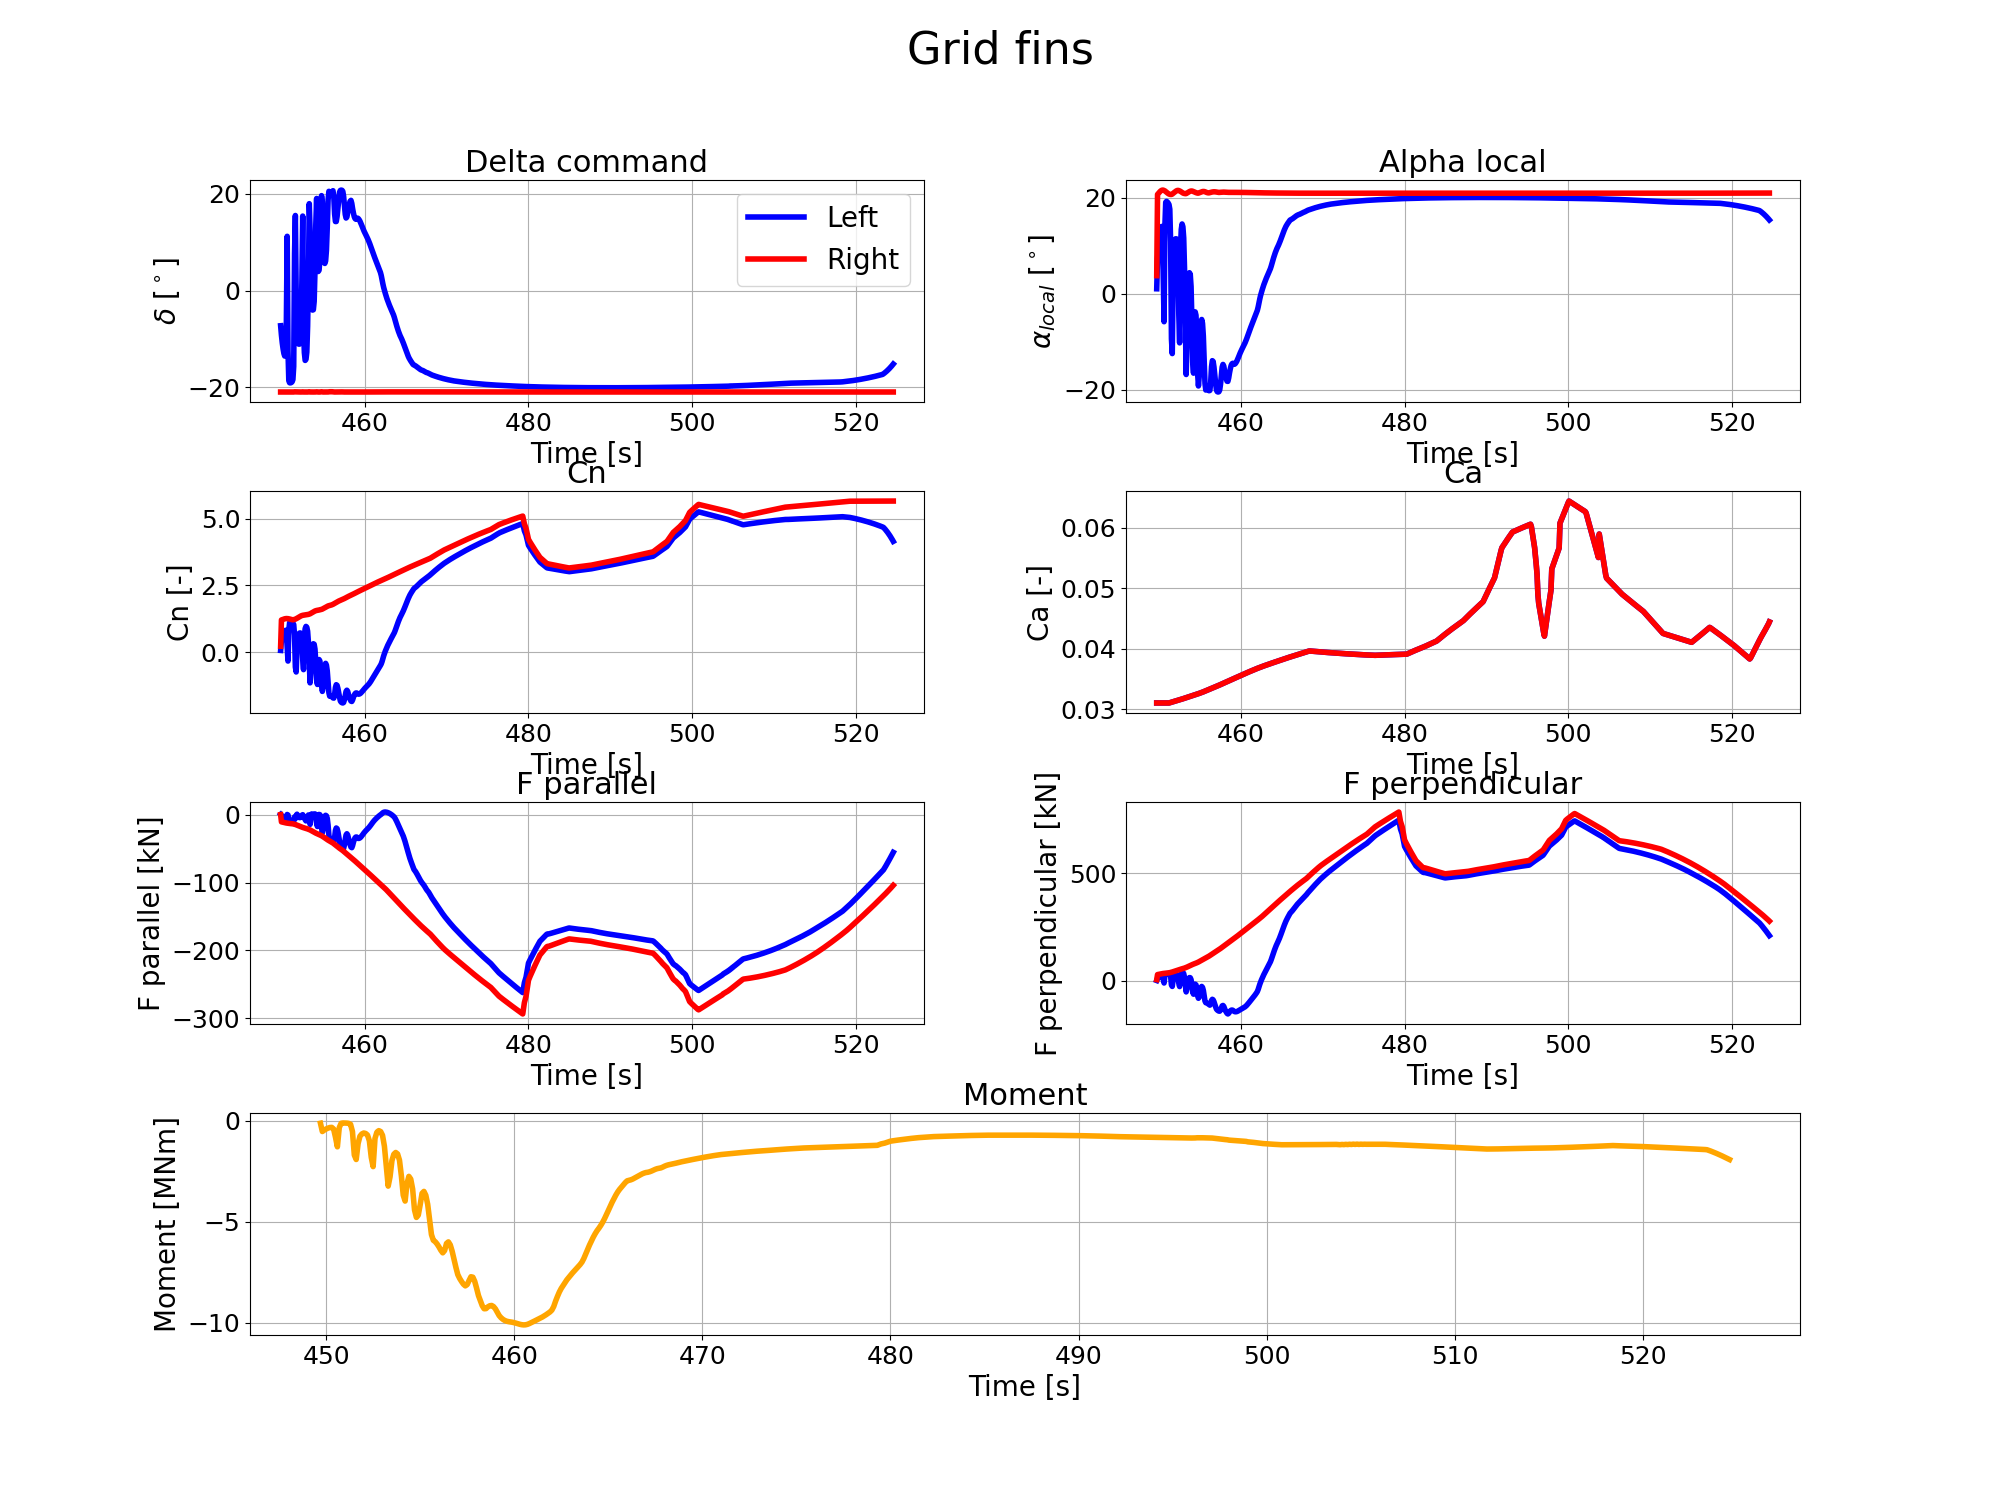 Grid fins
Delta command
δ [°]
20
0
−20
460 480 500 520
Time [s]
Left
Right
Alpha local
α_local [°]
20
0
−20
460 480 500 520
Time [s]
Cn
Cn [-]
5.0
2.5
0.0
460 480 500 520
Time [s]
Ca
Ca [-]
0.06
0.05
0.04
0.03
460 480 500 520
Time [s]
F parallel
F parallel [kN]
0
−100
−200
−300
460 480 500 520
Time [s]
F perpendicular
F perpendicular [kN]
500
0
460 480 500 520
Time [s]
Moment
Moment [MNm]
0
−5
−10
450 460 470 480 490 500 510 520
Time [s]